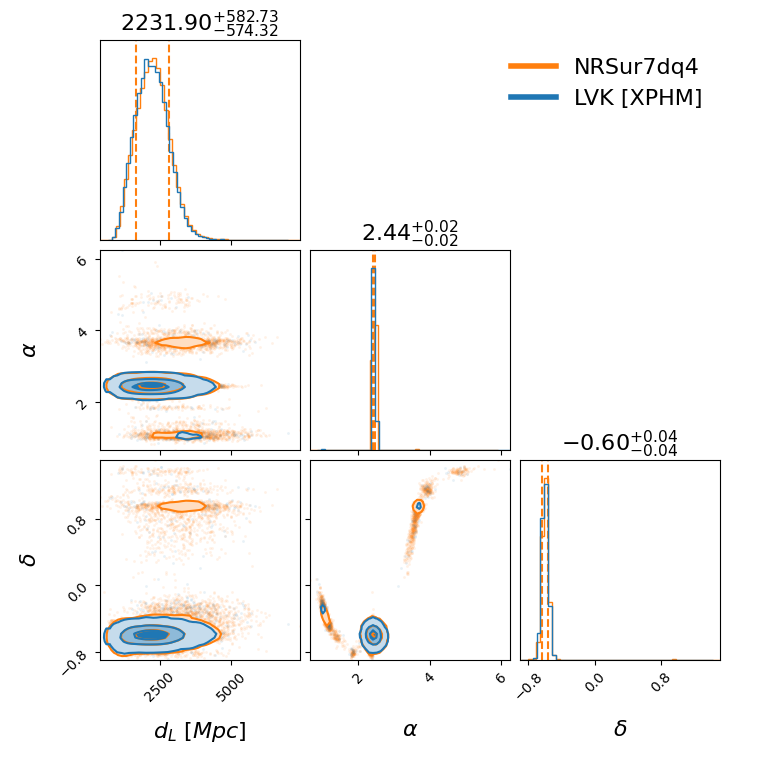 2231.90+582.73−574.32
NRSur7dq4
LVK [XPHM]
2.44+0.02−0.02
6
4
2
α
−0.60+0.04−0.04
0.8
0.0
−0.8
δ
2500 5000
2 4 6
−0.8 0.0 0.8
dL [Mpc]
α
δ